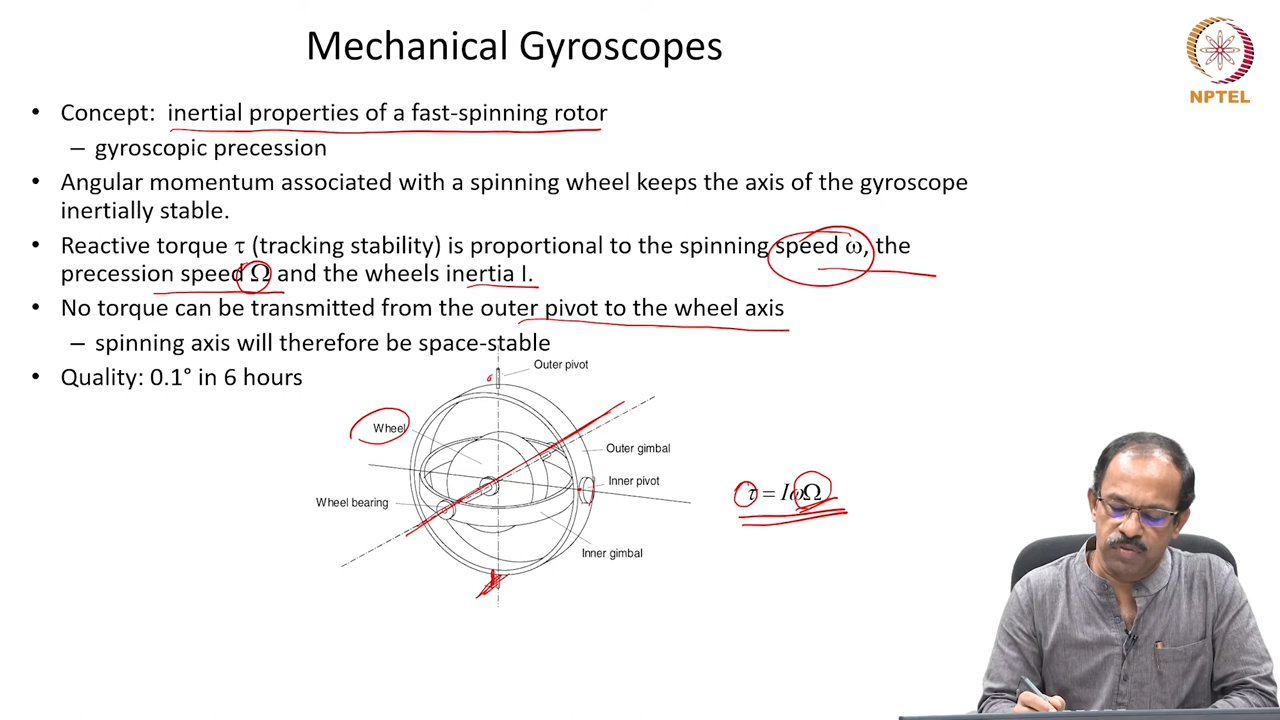 Mechanical Gyroscopes
NPTEL
• Concept: inertial properties of a fast-spinning rotor
– gyroscopic precession
• Angular momentum associated with a spinning wheel keeps the axis of the gyroscope
inertially stable.
• Reactive torque τ (tracking stability) is proportional to the spinning speed ω, the
precession speed Ω and the wheels inertia I.
• No torque can be transmitted from the outer pivot to the wheel axis
– spinning axis will therefore be space-stable
• Quality: 0.1° in 6 hours
Outer pivot
Wheel
Outer gimbal
Inner pivot
Wheel bearing
τ = IωΩ
Inner gimbal